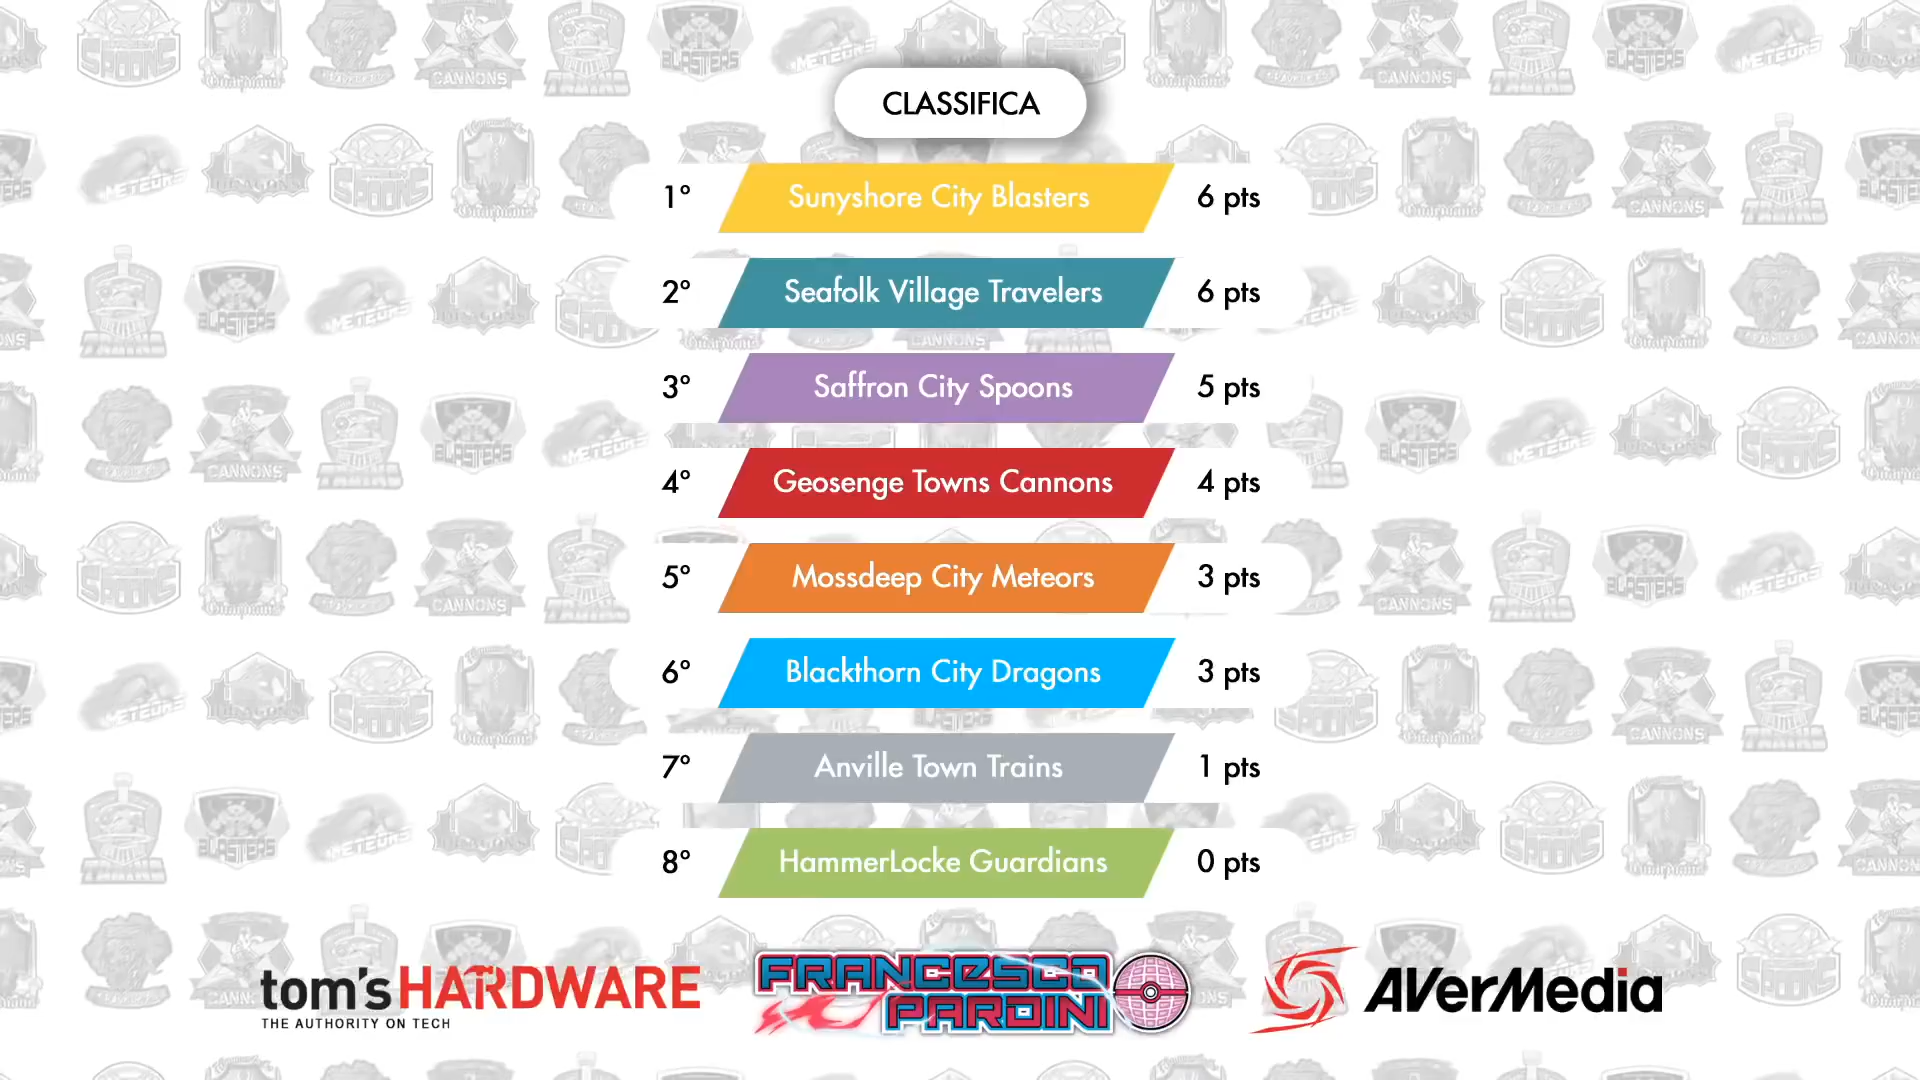 CLASSIFICA
1° Sunyshore City Blasters 6 pts
2° Seafolk Village Travelers 6 pts
3° Saffron City Spoons 5 pts
4° Geosenge Towns Cannons 4 pts
5° Mossdeep City Meteors 3 pts
6° Blackthorn City Dragons 3 pts
7° Anville Town Trains 1 pts
8° HammerLocke Guardians 0 pts
tom's HARDWARE
THE AUTHORITY ON TECH
FRANCESCO
PARDINI
AVerMedia